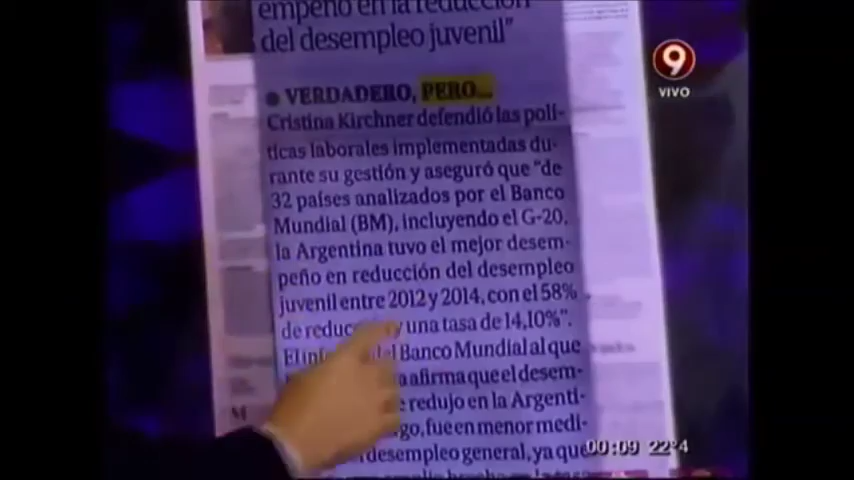 empeño en la reducción
del desempleo juvenil"
● VERDADERO, PERO...
Cristina Kirchner defendió las polí-
ticas laborales implementadas du-
rante su gestión y aseguró que "de
32 países analizados por el Banco
Mundial (BM), incluyendo el G-20,
la Argentina tuvo el mejor desem-
peño en reducción del desempleo
juvenil entre 2012 y 2014, con el 58%
de reducc y una tasa de 14,10%".
El in del Banco Mundial al que
a afirma que el desem-
e redujo en la Argenti-
go, fue en menor medi-
desempleo general, ya que
9
VIVO
M
00:09 22°4